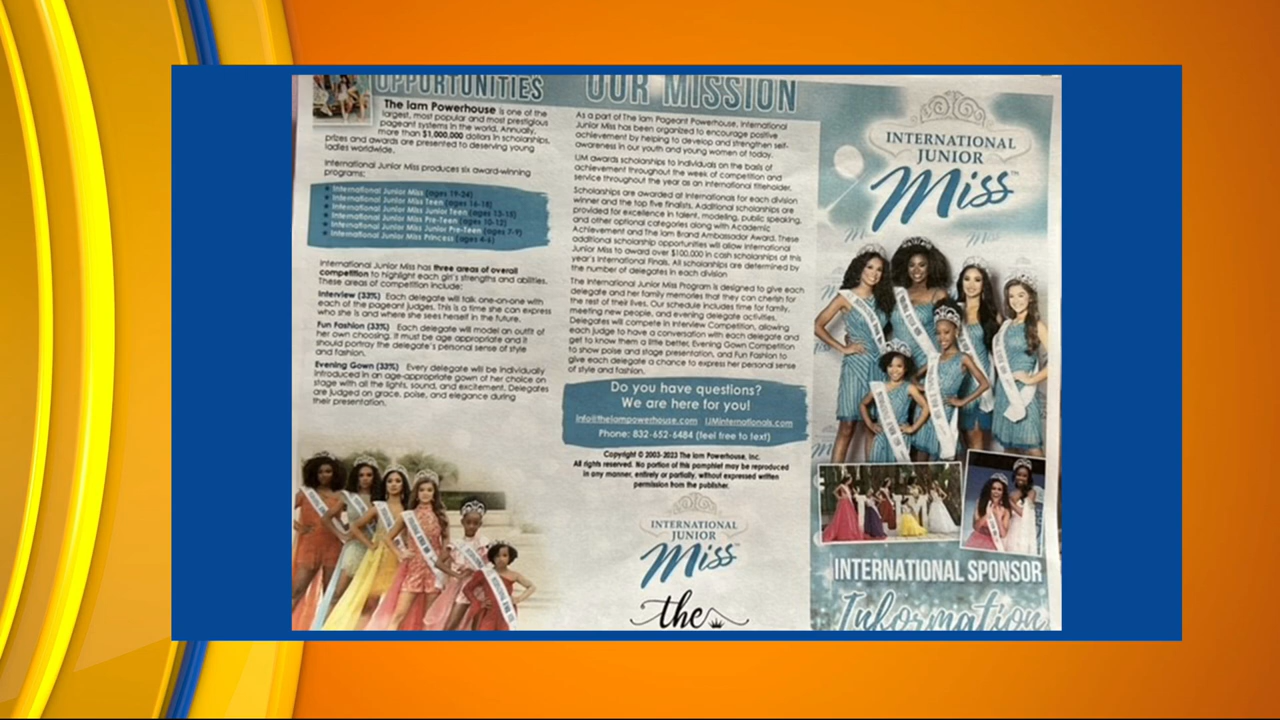 OPPORTUNITIES
The Iam Powerhouse is one of the
largest, most popular and most prestigious
pageant systems in the world. Annually,
more than $1,000,000 dollars in scholarships,
prizes and awards are presented to deserving young
ladies worldwide.
International Junior Miss produces six award-winning
programs:
• International Junior Miss (ages 19-24)
• International Junior Miss Teen (ages 16-18)
• International Junior Miss Junior Teen (ages 13-15)
• International Junior Miss Pre-Teen (ages 10-12)
• International Junior Miss Junior Pre-Teen (ages 7-9)
• International Junior Miss Princess (ages 4-6)
International Junior Miss has three areas of overall
competition to highlight each girl's strengths and abilities.
These areas of competition include:
Interview (33%) Each delegate will talk one-on-one with
each of the pageant judges. This is a time she can express
who she is and where she sees herself in the future.
Fun Fashion (33%) Each delegate will model an outfit of
her own choosing. It must be age appropriate and it
should portray the delegate's personal sense of style
and fashion.
Evening Gown (33%) Every delegate will be individually
introduced in an age-appropriate gown of her choice on
stage with all the lights, sound, and excitement. Delegates
are judged on grace, poise, and elegance during
their presentation.
OUR MISSION
As a part of The Iam Pageant Powerhouse, International
Junior Miss has been organized to encourage positive
achievement by helping to develop and strengthen self-
awareness in our youth and young women of today.
IJM awards scholarships to individuals on the basis of
achievement throughout the week of competition and
service throughout the year as an international titleholder.
Scholarships are awarded at Internationals for each division
winner and the top five finalists. Additional scholarships are
provided for excellence in talent, modeling, public speaking,
and other optional categories along with Academic
Achievement and The Iam Brand Ambassador Award. These
additional scholarship opportunities will allow International
Junior Miss to award over $100,000 in cash scholarships at this
year's International Finals. All scholarships are determined by
the number of delegates in each division
The International Junior Miss Program is designed to give each
delegate and her family memories that they can cherish for
the rest of their lives. Our schedule includes time for family,
meeting new people, and evening delegate activities.
Delegates will compete in Interview Competition, allowing
each judge to have a conversation with each delegate and
get to know them a little better, Evening Gown Competition
to show poise and stage presentation, and Fun Fashion to
give each delegate a chance to express her personal sense
of style and fashion.
Do you have questions?
We are here for you!
info@theiampowerhouse.com IJMinternationals.com
Phone: 832-652-6484 (feel free to text)
Copyright © 2003-2023 The Iam Powerhouse, Inc.
All rights reserved. No portion of this pamphlet may be reproduced
in any manner, entirely or partially, without expressed written
permission from the publisher.
INTERNATIONAL
JUNIOR
Miss
the
INTERNATIONAL
JUNIOR
Miss™
INTERNATIONAL SPONSOR
Information